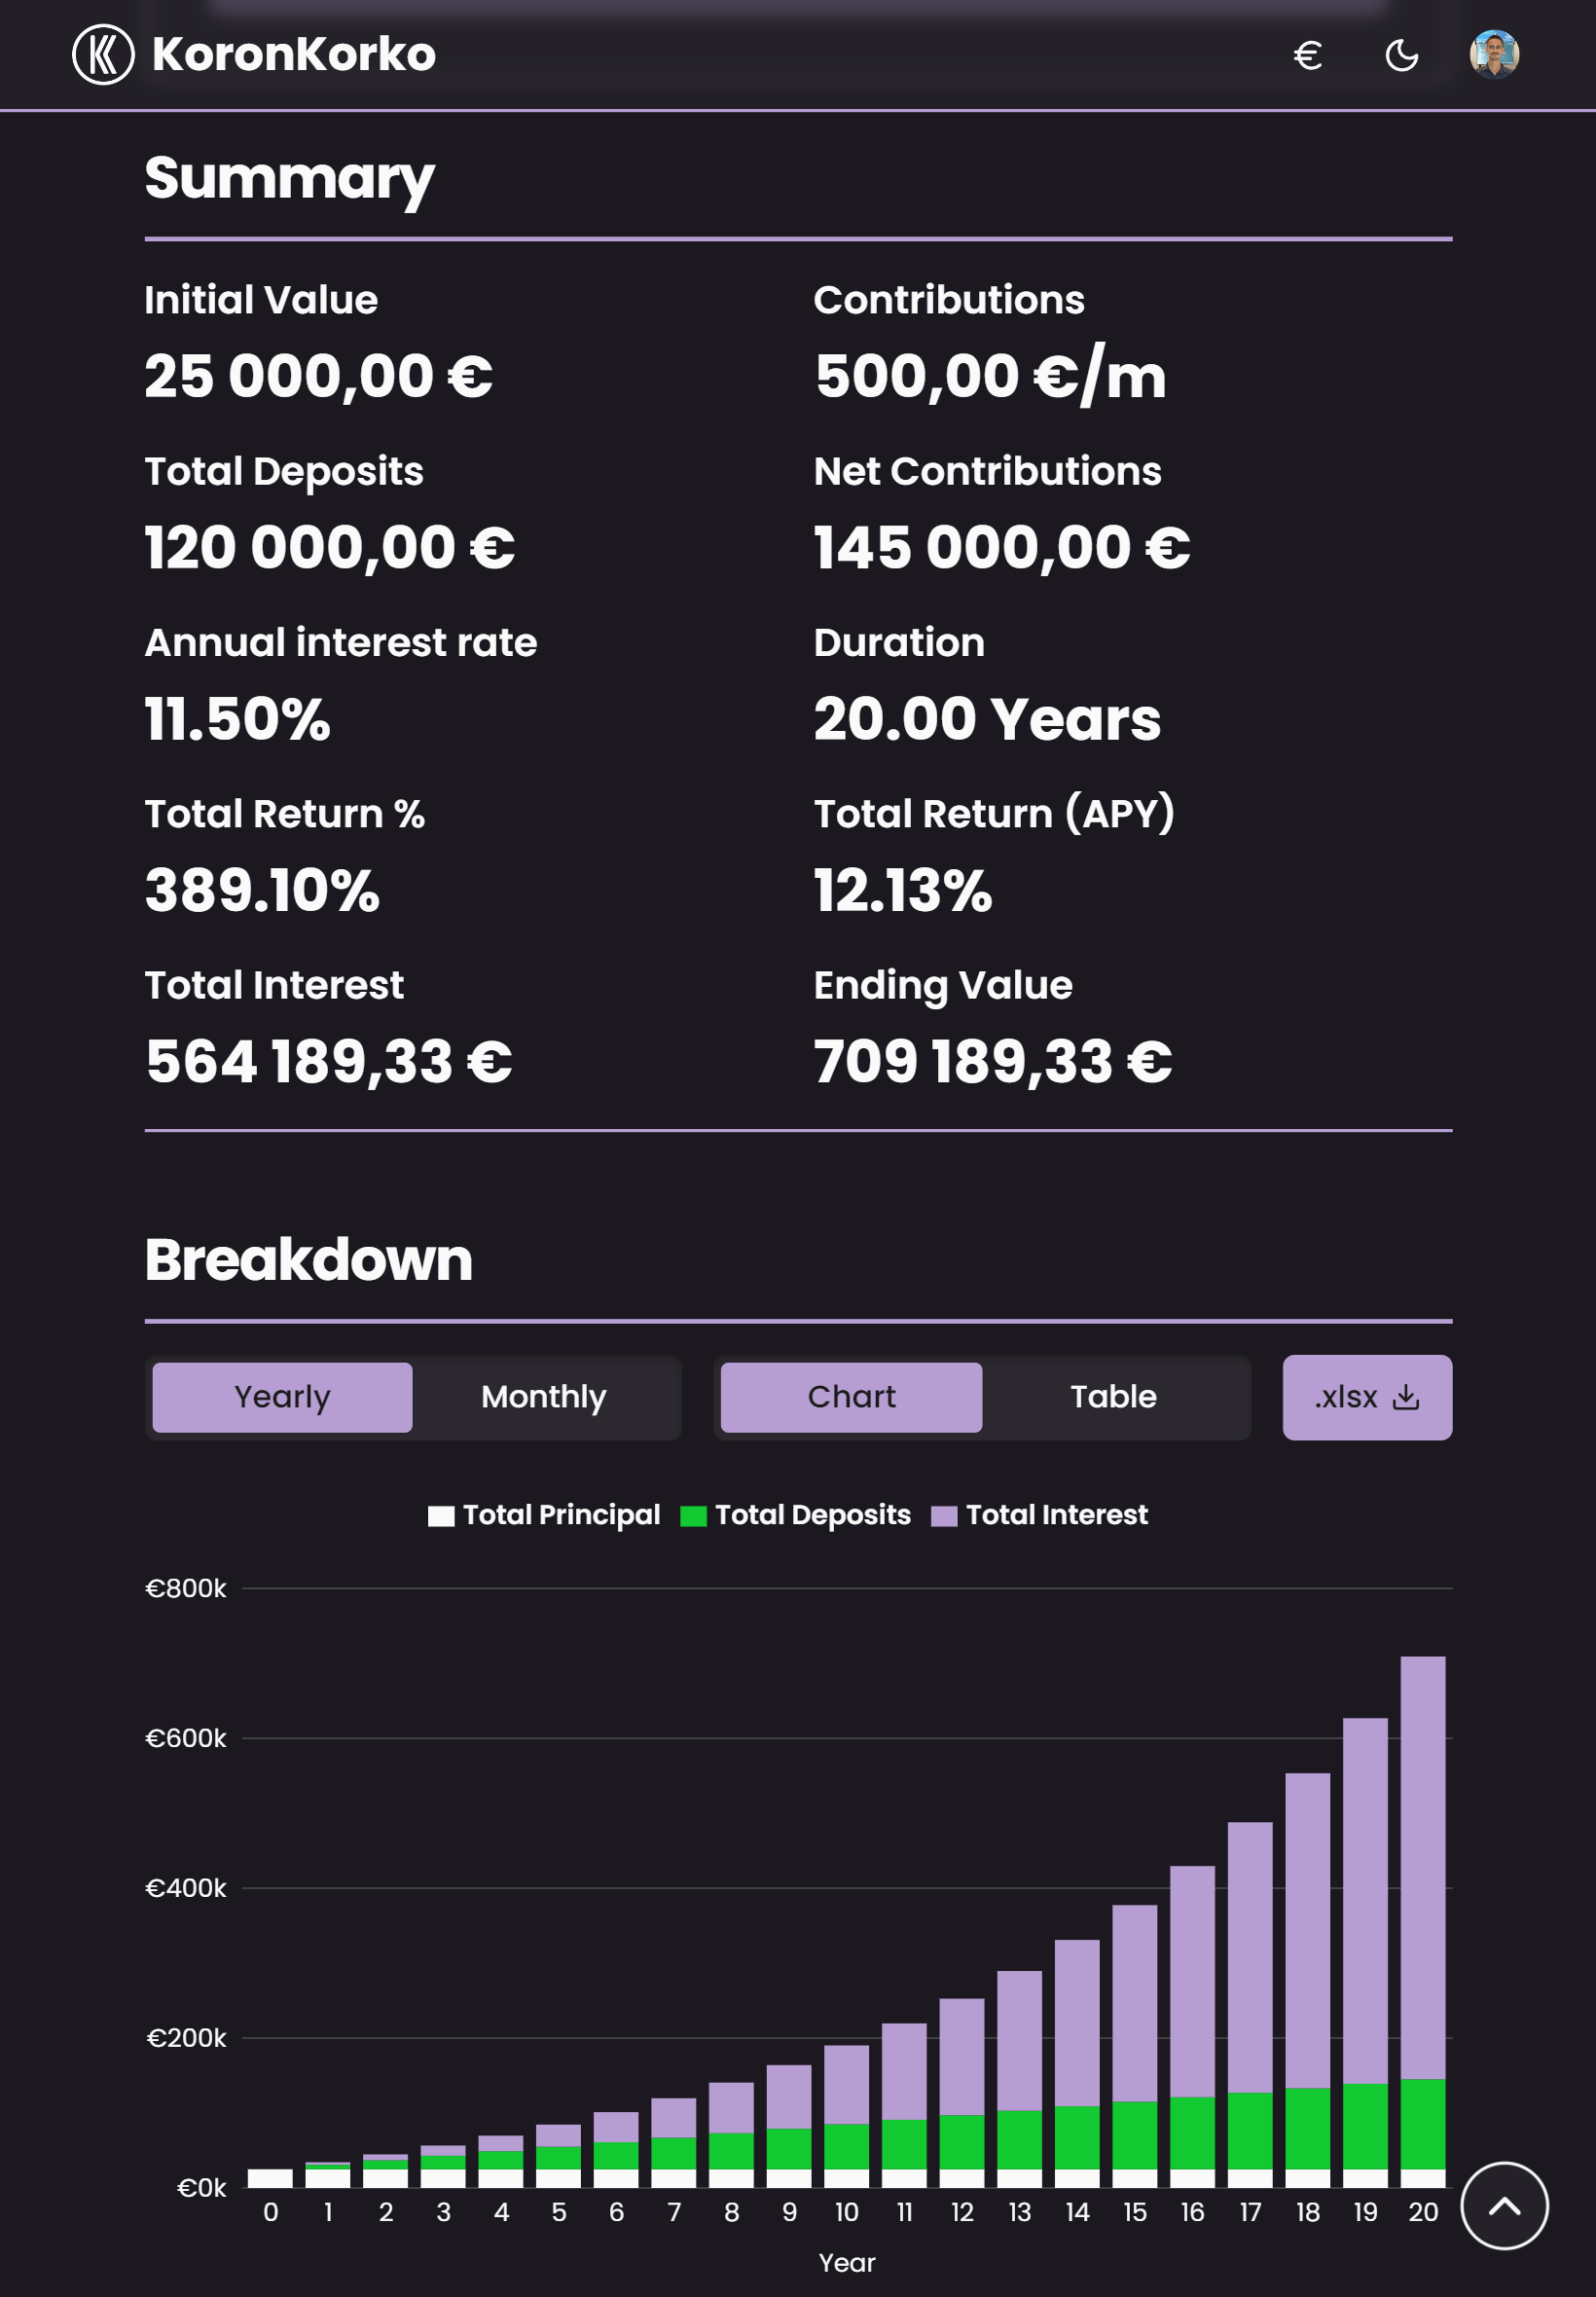 KoronKorko €
Summary
Initial Value Contributions
25 000,00 € 500,00 €/m
Total Deposits Net Contributions
120 000,00 € 145 000,00 €
Annual interest rate Duration
11.50% 20.00 Years
Total Return % Total Return (APY)
389.10% 12.13%
Total Interest Ending Value
564 189,33 € 709 189,33 €
Breakdown
Yearly Monthly Chart Table .xlsx
Total Principal Total Deposits Total Interest
€800k
€600k
€400k
€200k
€0k
0 1 2 3 4 5 6 7 8 9 10 11 12 13 14 15 16 17 18 19 20
Year